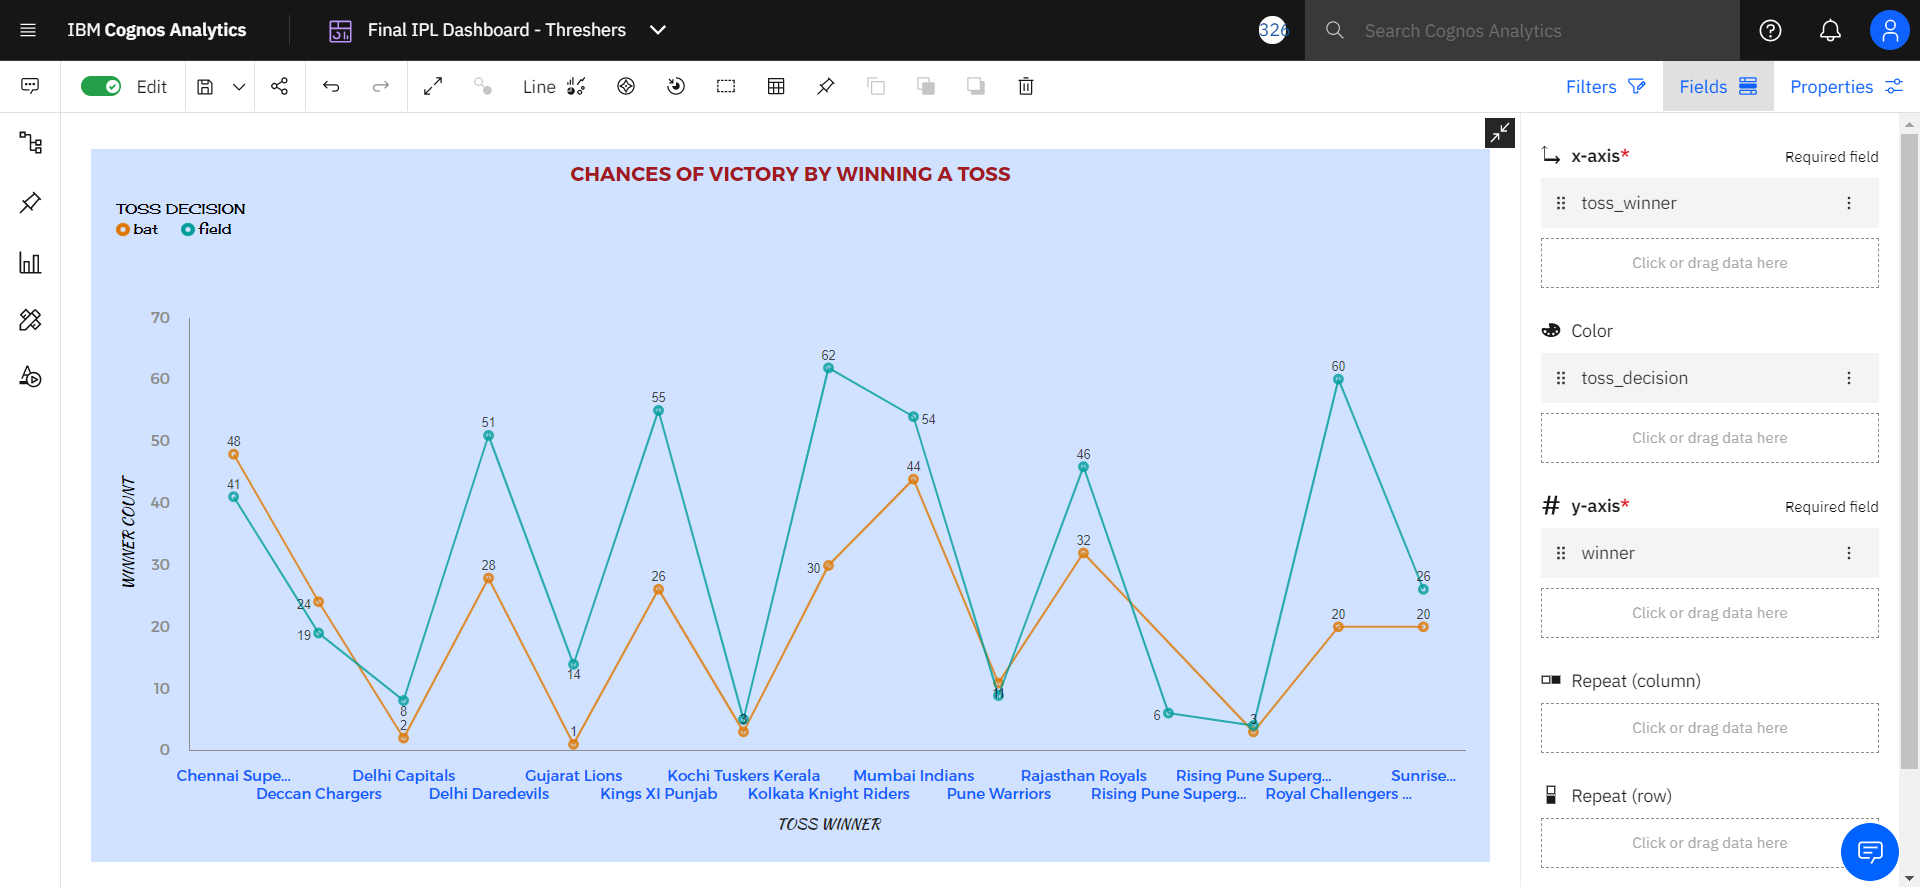 IBM Cognos Analytics
Final IPL Dashboard - Threshers
326
Search Cognos Analytics
Edit
Line
Filters
Fields
Properties
CHANCES OF VICTORY BY WINNING A TOSS
TOSS DECISION
bat field
70
60
50
40
30
20
10
0
WINNER COUNT
48
41
24
19
8
2
51
28
14
1
55
26
3
62
30
54
44
11
46
32
6
3
60
20
26
20
Chennai Supe... Delhi Capitals Gujarat Lions Kochi Tuskers Kerala Mumbai Indians Rajasthan Royals Rising Pune Superg... Sunrise...
Deccan Chargers Delhi Daredevils Kings XI Punjab Kolkata Knight Riders Pune Warriors Rising Pune Superg... Royal Challengers ...
TOSS WINNER
x-axis* Required field
toss_winner
Click or drag data here
Color
toss_decision
Click or drag data here
# y-axis* Required field
winner
Click or drag data here
Repeat (column)
Click or drag data here
Repeat (row)
Click or drag data here